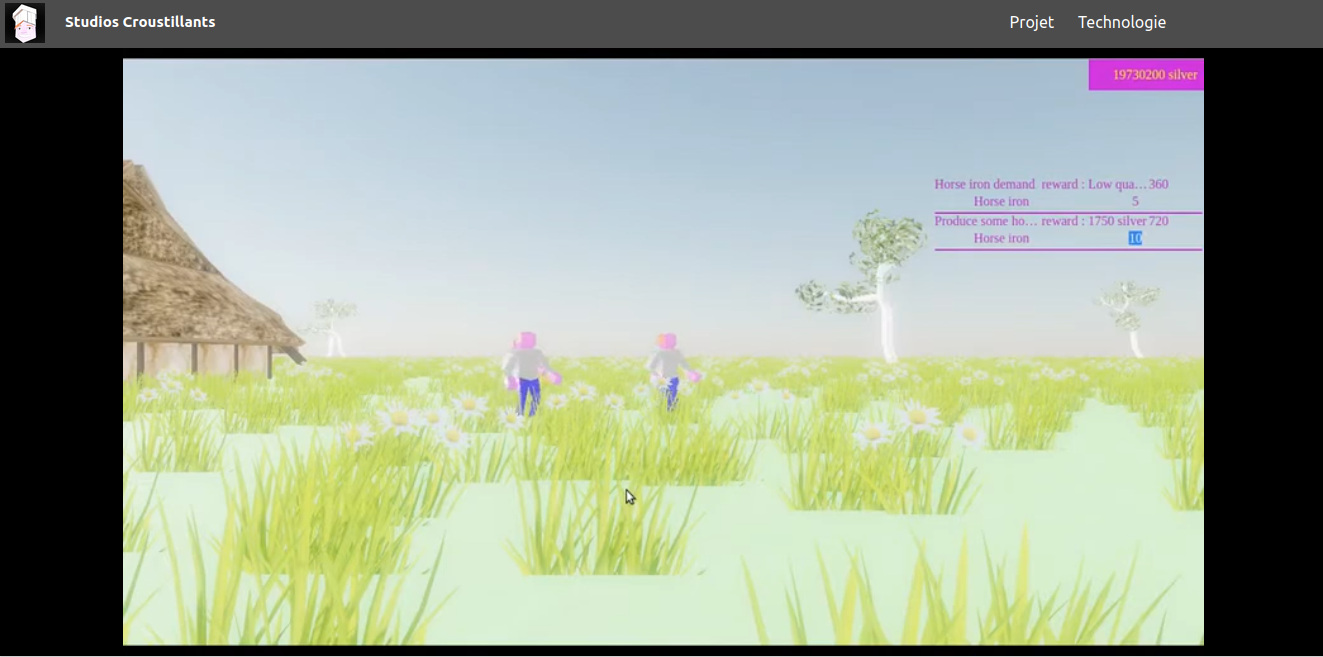 Studios Croustillants
Projet Technologie
19730200 silver
Horse iron demand reward : Low qua... 360
Horse iron 5
Produce some ho... reward : 1750 silver 720
Horse iron 10